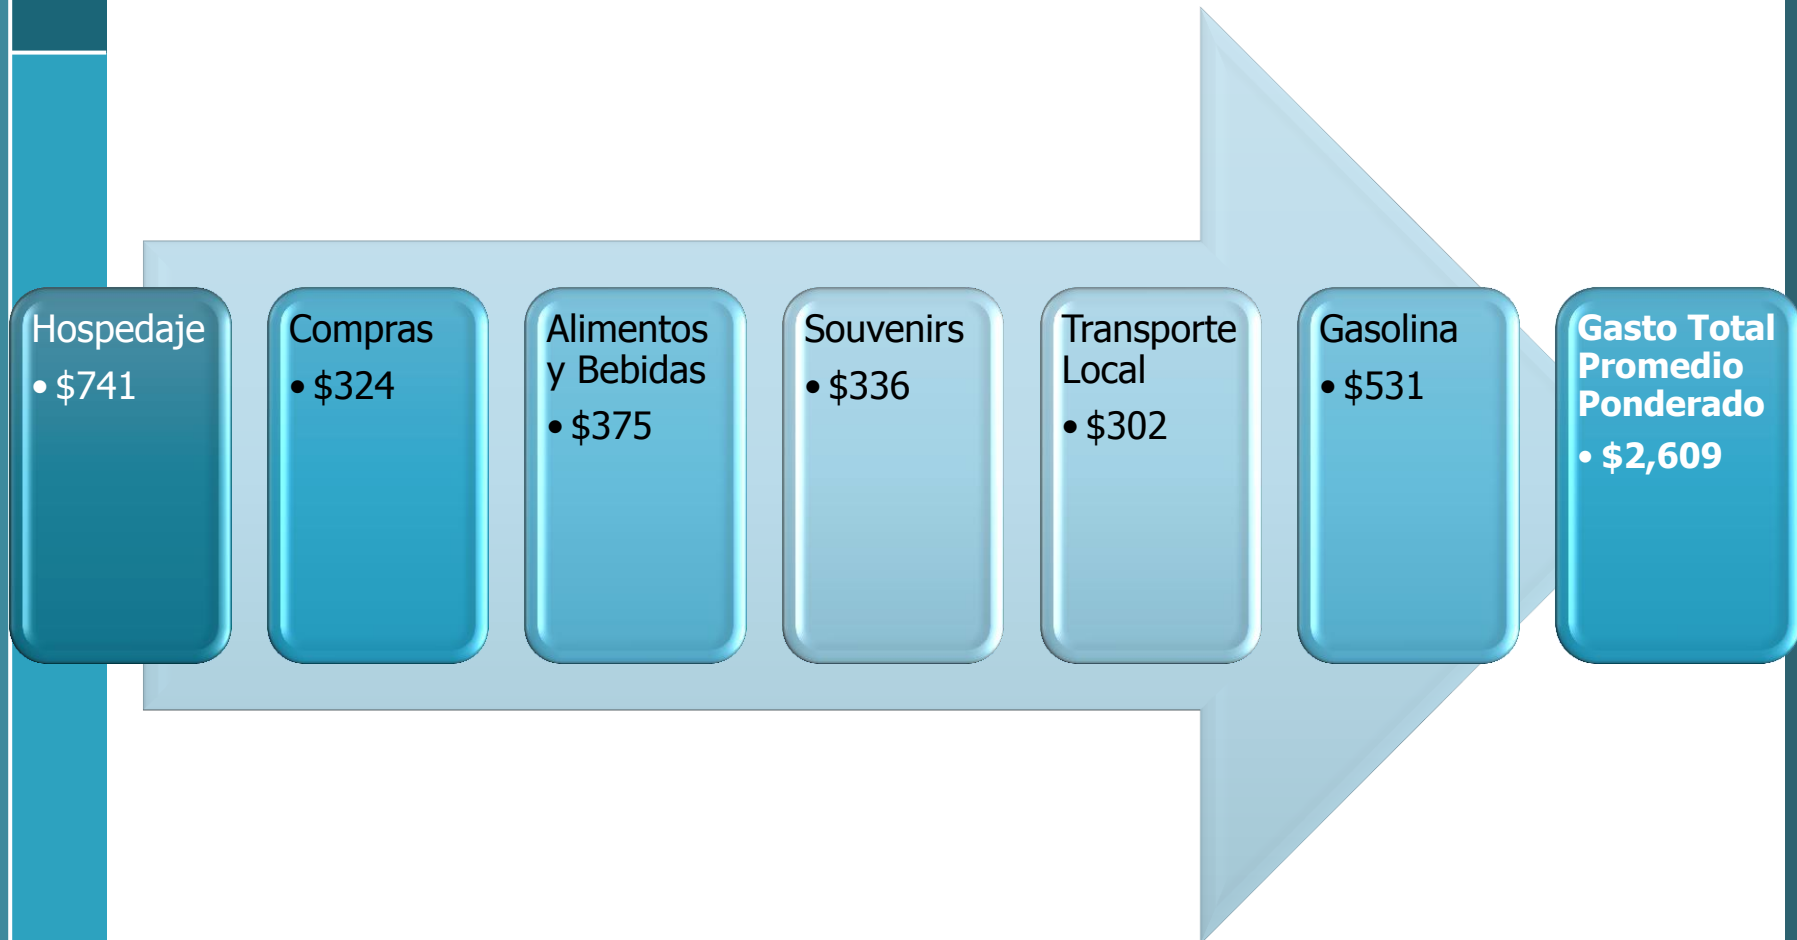 Hospedaje
• $741
Compras
• $324
Alimentos
y Bebidas
• $375
Souvenirs
• $336
Transporte
Local
• $302
Gasolina
• $531
Gasto Total
Promedio
Ponderado
• $2,609